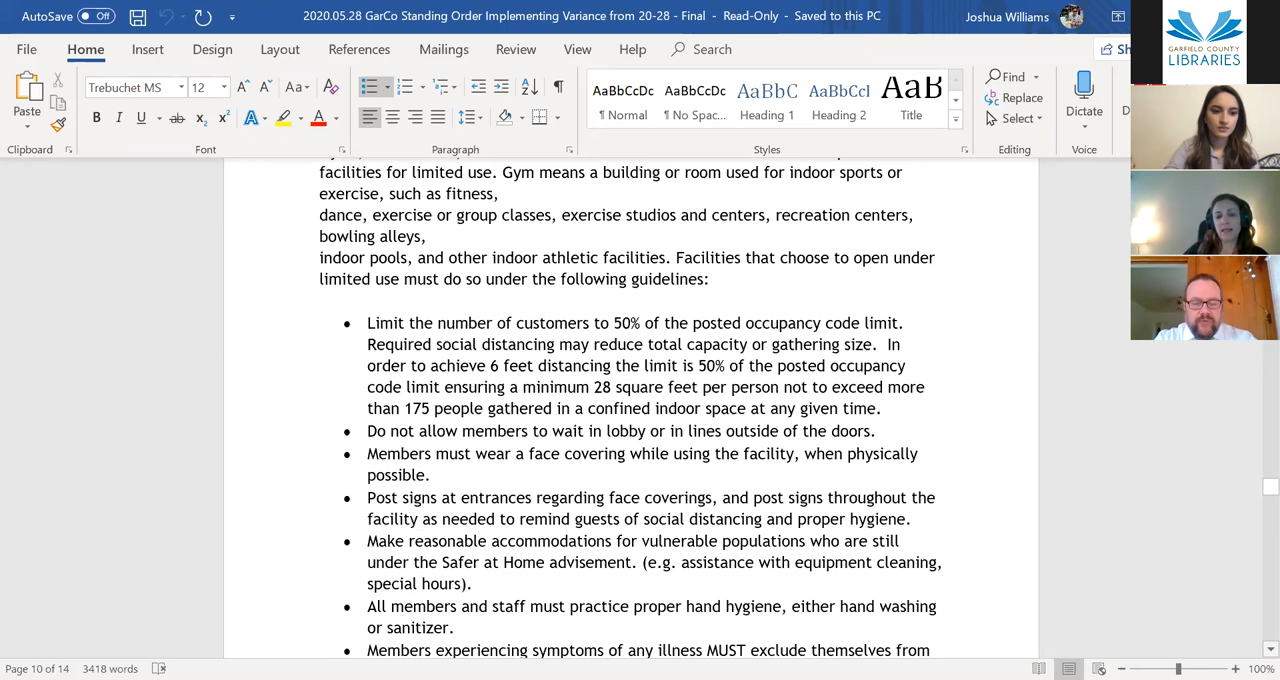 AutoSave Off 2020.05.28 GarCo Standing Order Implementing Variance from 20-28 - Final - Read-Only - Saved to this PC Joshua Williams
File Home Insert Design Layout References Mailings Review View Help Search
GARFIELD COUNTY
LIBRARIES
Trebuchet MS 12 Aa
AaBbCcDc AaBbCcDc AaBbC AaBbCcI AaB
¶ Normal ¶ No Spac... Heading 1 Heading 2 Title
Find
Replace
Select
Paste
B I U ab x₂ x² A A
Dictate
Clipboard Font Paragraph Styles Editing Voice
facilities for limited use. Gym means a building or room used for indoor sports or
exercise, such as fitness,
dance, exercise or group classes, exercise studios and centers, recreation centers,
bowling alleys,
indoor pools, and other indoor athletic facilities. Facilities that choose to open under
limited use must do so under the following guidelines:
• Limit the number of customers to 50% of the posted occupancy code limit.
Required social distancing may reduce total capacity or gathering size. In
order to achieve 6 feet distancing the limit is 50% of the posted occupancy
code limit ensuring a minimum 28 square feet per person not to exceed more
than 175 people gathered in a confined indoor space at any given time.
• Do not allow members to wait in lobby or in lines outside of the doors.
• Members must wear a face covering while using the facility, when physically
possible.
• Post signs at entrances regarding face coverings, and post signs throughout the
facility as needed to remind guests of social distancing and proper hygiene.
• Make reasonable accommodations for vulnerable populations who are still
under the Safer at Home advisement. (e.g. assistance with equipment cleaning,
special hours).
• All members and staff must practice proper hand hygiene, either hand washing
or sanitizer.
• Members experiencing symptoms of any illness MUST exclude themselves from
Page 10 of 14 3418 words 100%